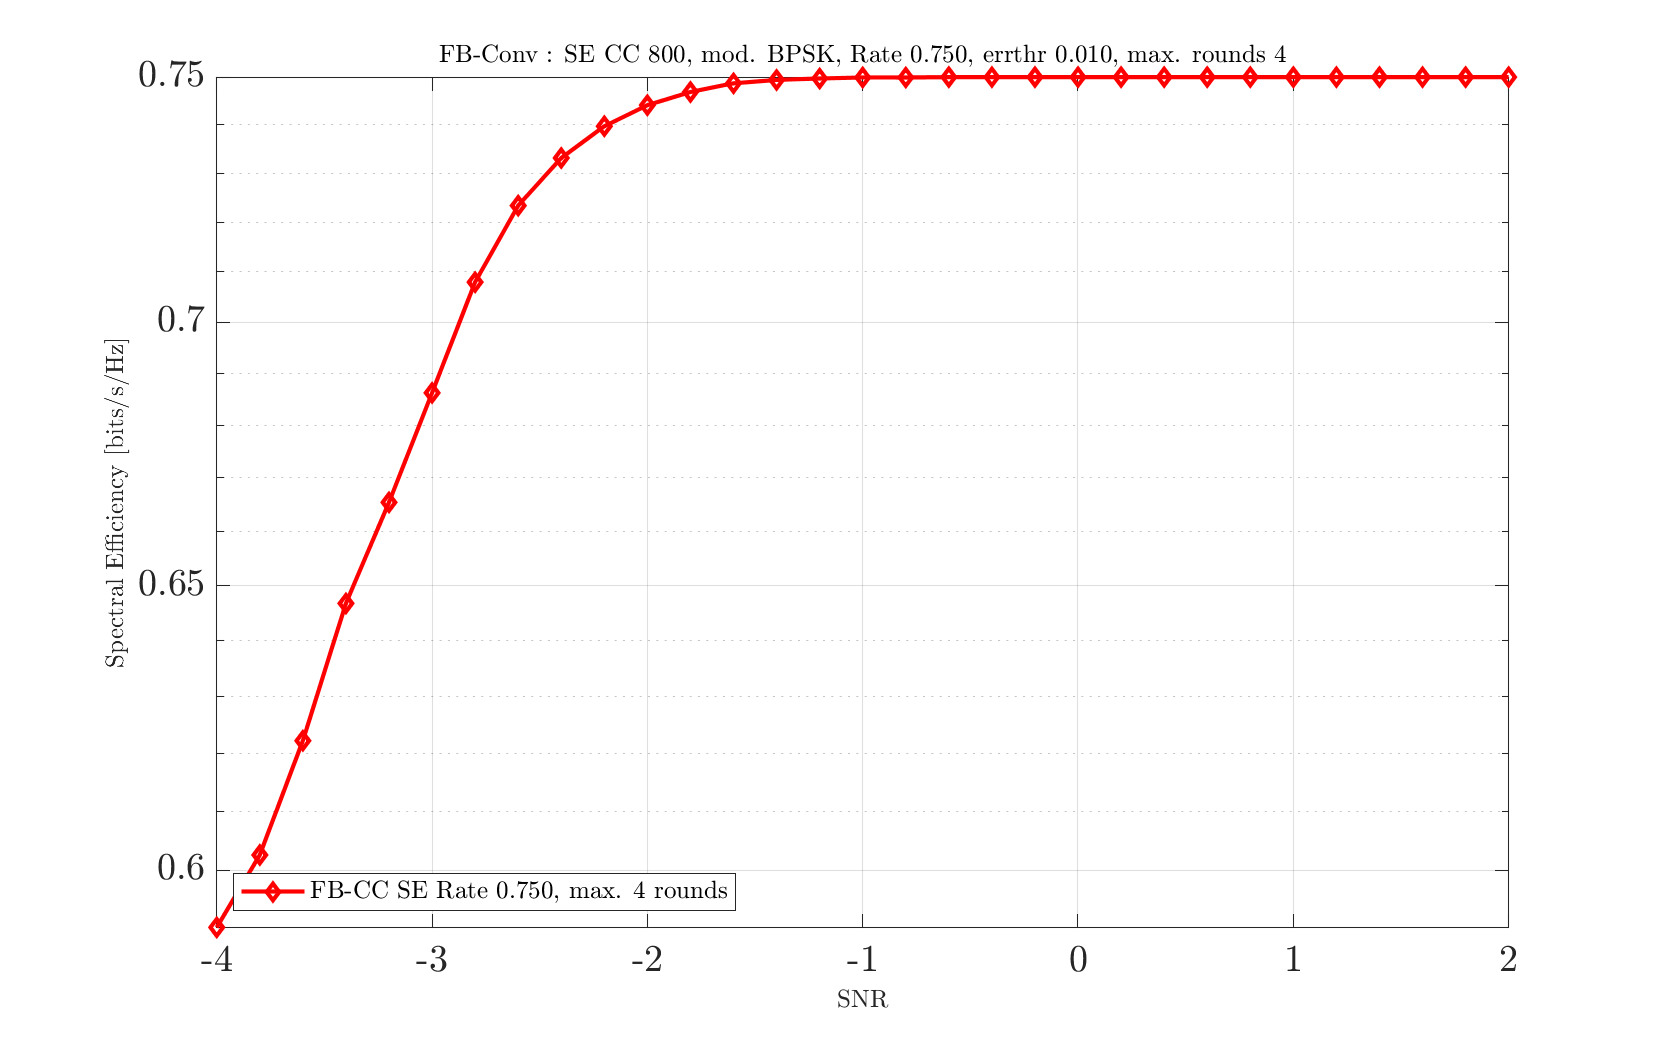 FB-Conv : SE CC 800, mod. BPSK, Rate 0.750, errthr 0.010, max. rounds 4
0.75
0.7
0.65
0.6
Spectral Efficiency [bits/s/Hz]
FB-CC SE Rate 0.750, max. 4 rounds
-4 -3 -2 -1 0 1 2
SNR